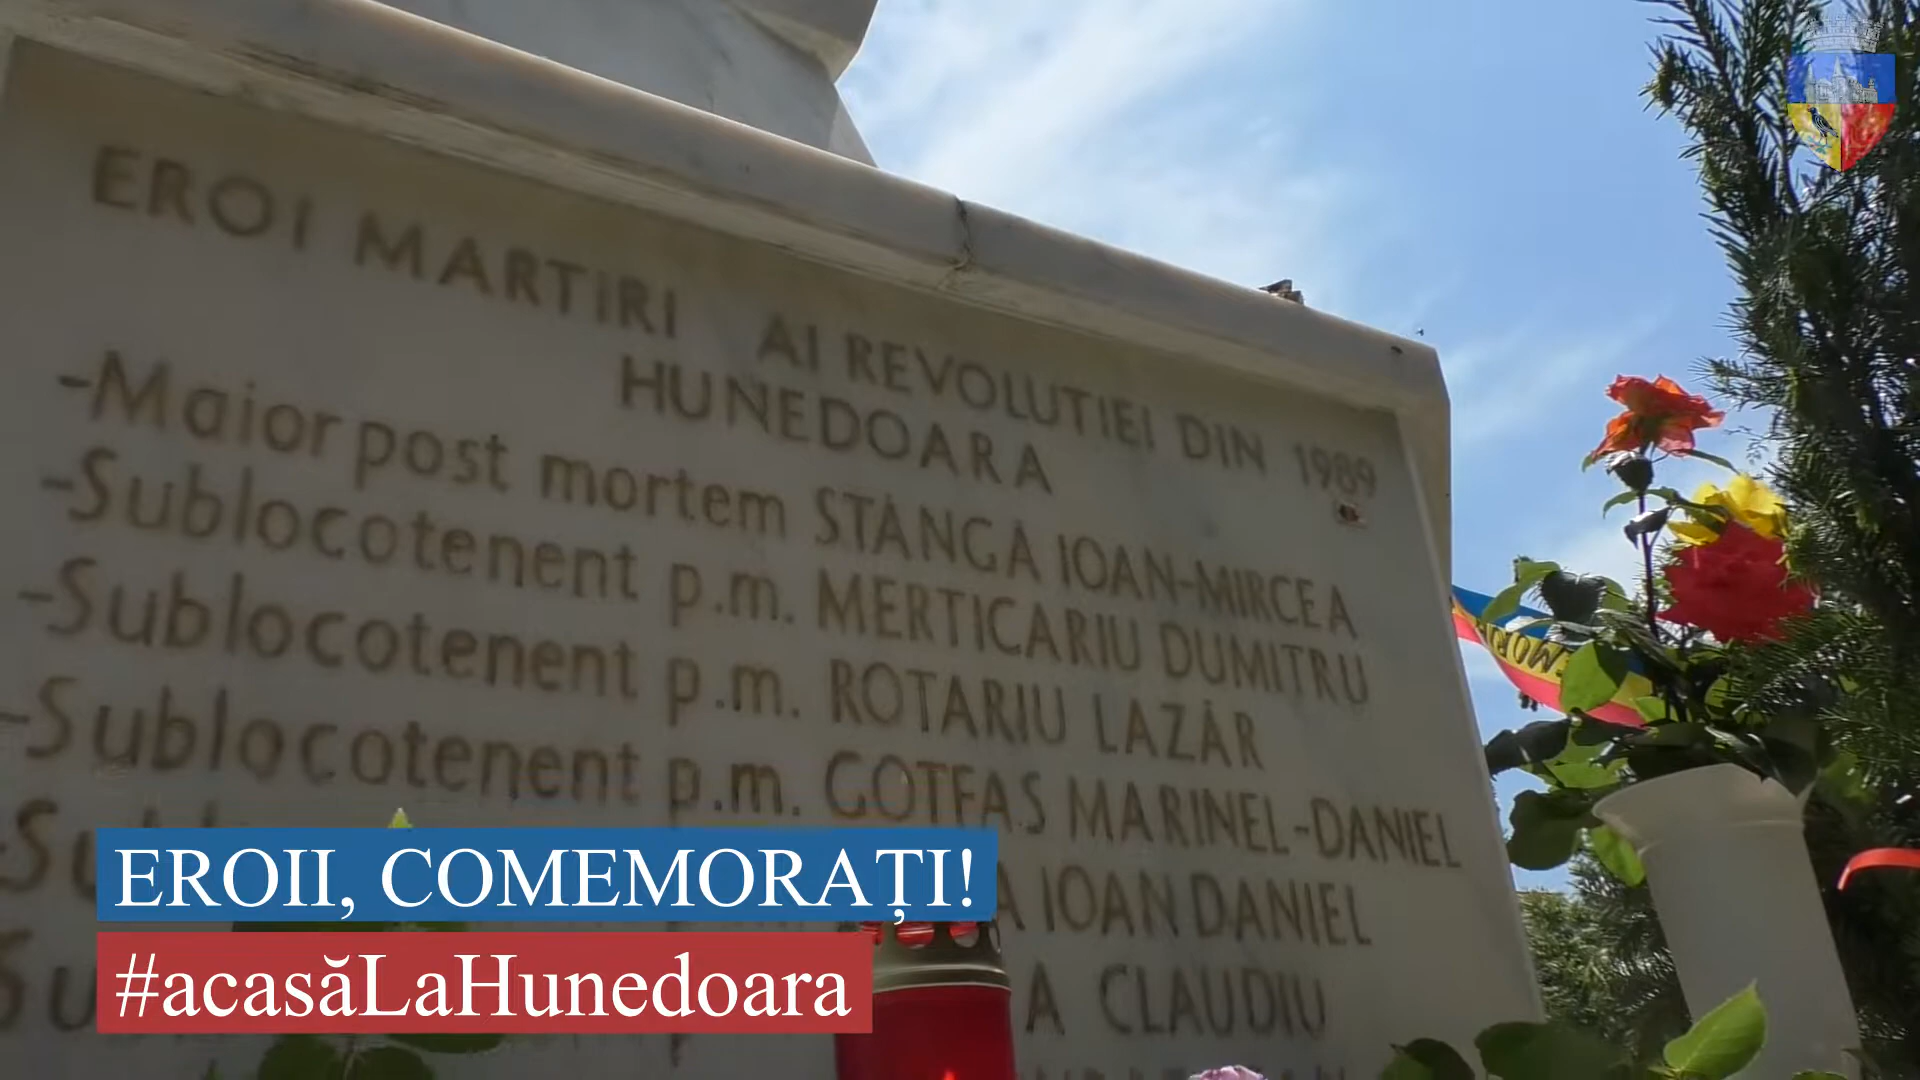 EROI MARTIRI AI REVOLUTIEI DIN 1989
HUNEDOARA
-Maior post mortem STÂNGĂ IOAN-MIRCEA
-Sublocotenent p.m. MERTICARIU DUMITRU
-Sublocotenent p.m. ROTARIU LAZĂR
-Sublocotenent p.m. GOTFAS MARINEL-DANIEL
IOAN DANIEL
CLAUDIU
EROII, COMEMORAȚI!
#acasăLaHunedoara